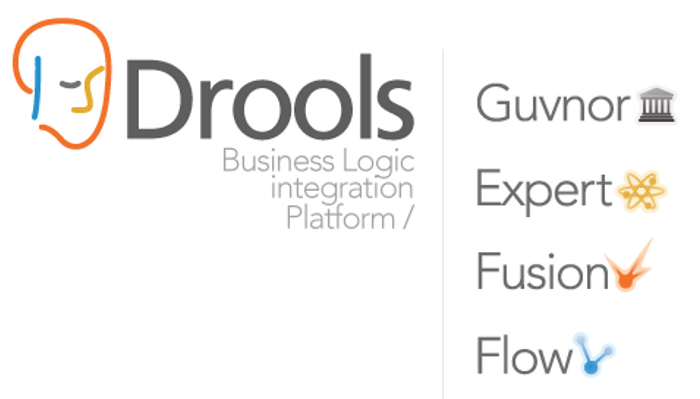 Drools
Business Logic
integration
Platform /
Guvnor
Expert
Fusion
Flow